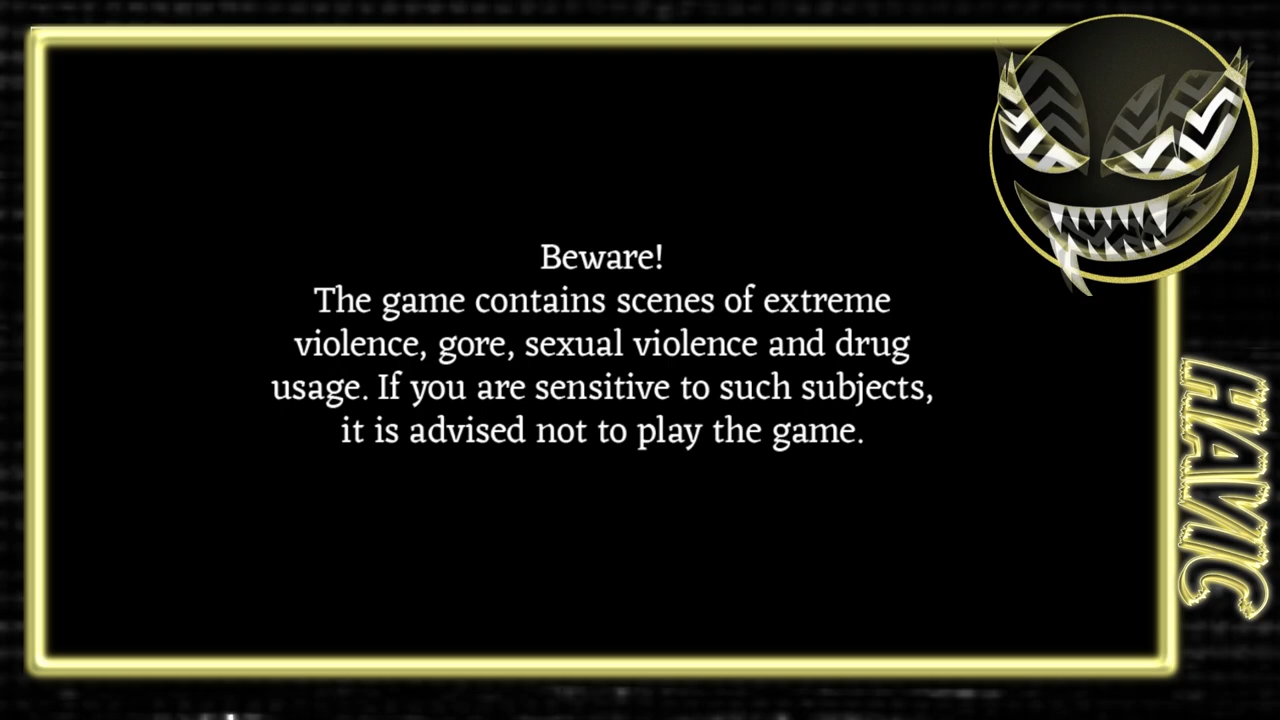 Beware!
The game contains scenes of extreme
violence, gore, sexual violence and drug
usage. If you are sensitive to such subjects,
it is advised not to play the game.
HAVIC